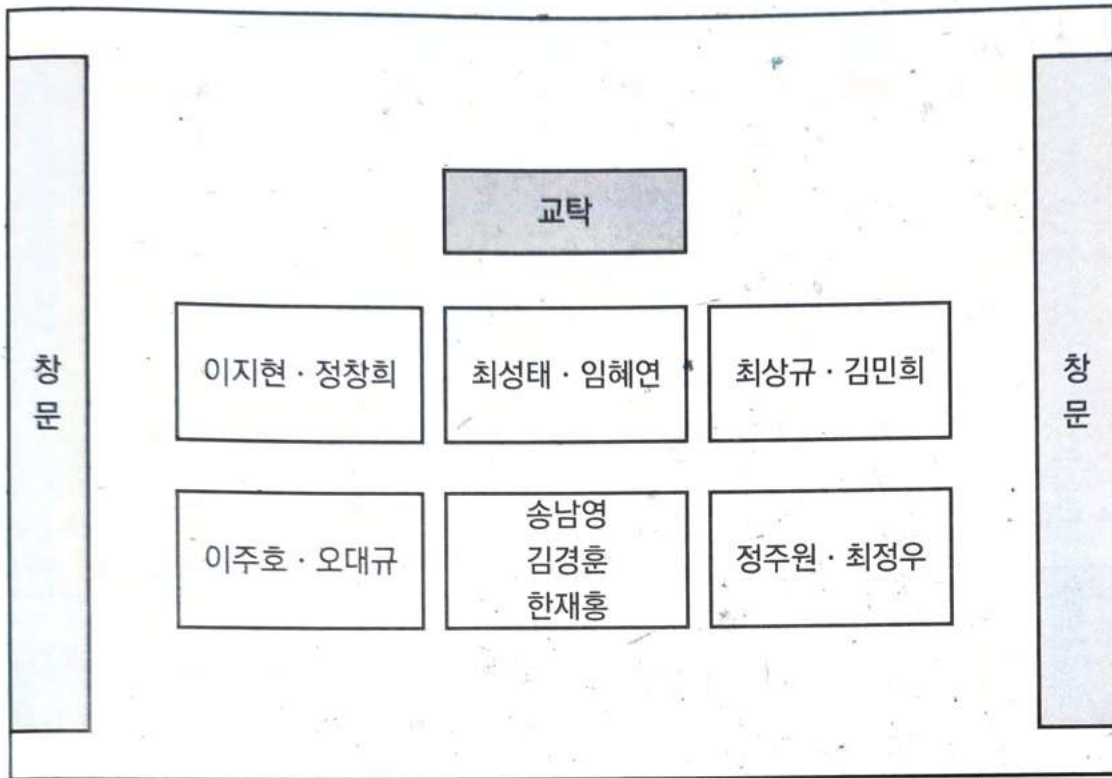 교탁
창문
이지현 · 정창희
최성태 · 임혜연
최상규 · 김민희
창문
이주호 · 오대규
송남영
김경훈
한재홍
정주원 · 최정우